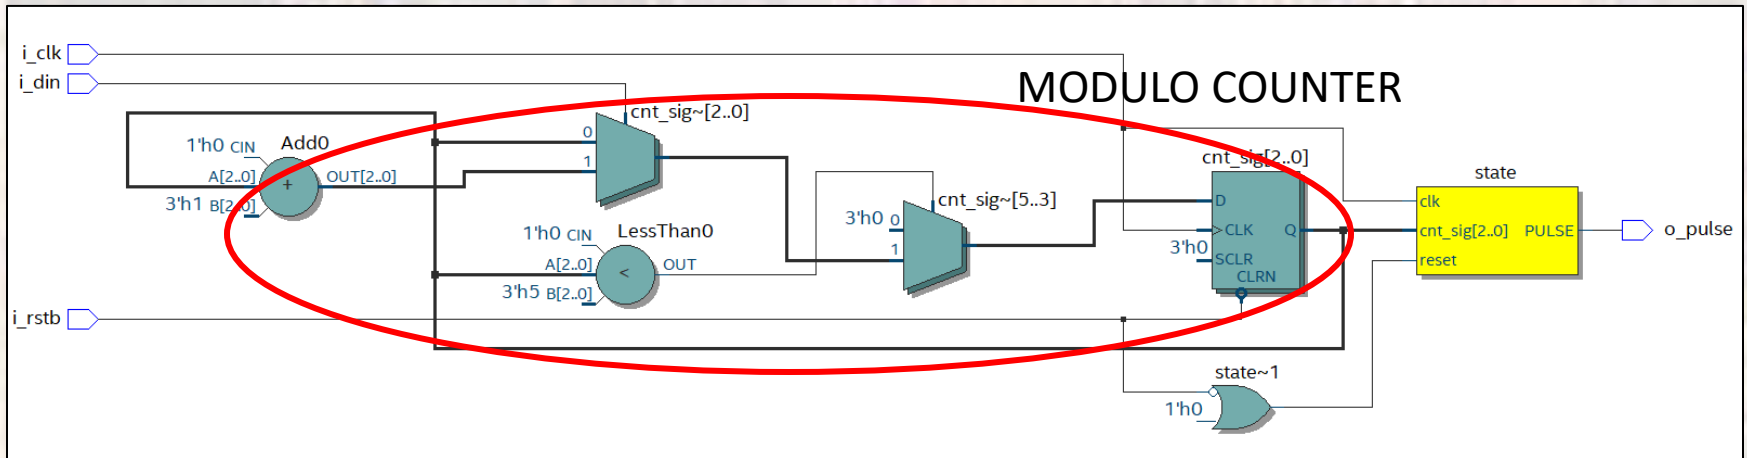 i_clk
i_din
MODULO COUNTER
cnt_sig~[2..0]
0
1
1'h0 CIN
Add0
A[2..0]
+
OUT[2..0]
3'h1 B[2..0]
cnt_sig[2..0]
D
CLK
Q
3'h0
SCLR
CLRN
state
clk
cnt_sig[2..0]
PULSE
reset
o_pulse
cnt_sig~[5..3]
3'h0 0
1
LessThan0
1'h0 CIN
A[2..0]
<
OUT
3'h5 B[2..0]
i_rstb
state~1
1'h0